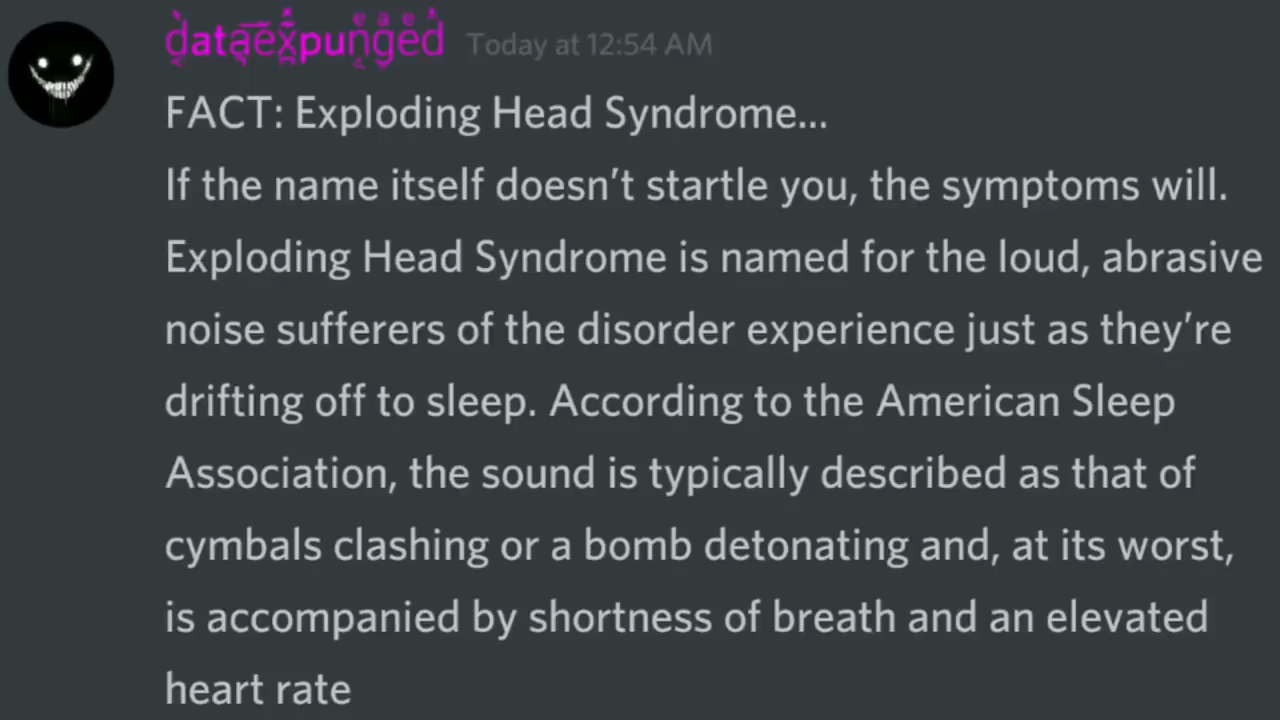 dataexpunged Today at 12:54 AM
FACT: Exploding Head Syndrome...
If the name itself doesn’t startle you, the symptoms will.
Exploding Head Syndrome is named for the loud, abrasive
noise sufferers of the disorder experience just as they’re
drifting off to sleep. According to the American Sleep
Association, the sound is typically described as that of
cymbals clashing or a bomb detonating and, at its worst,
is accompanied by shortness of breath and an elevated
heart rate